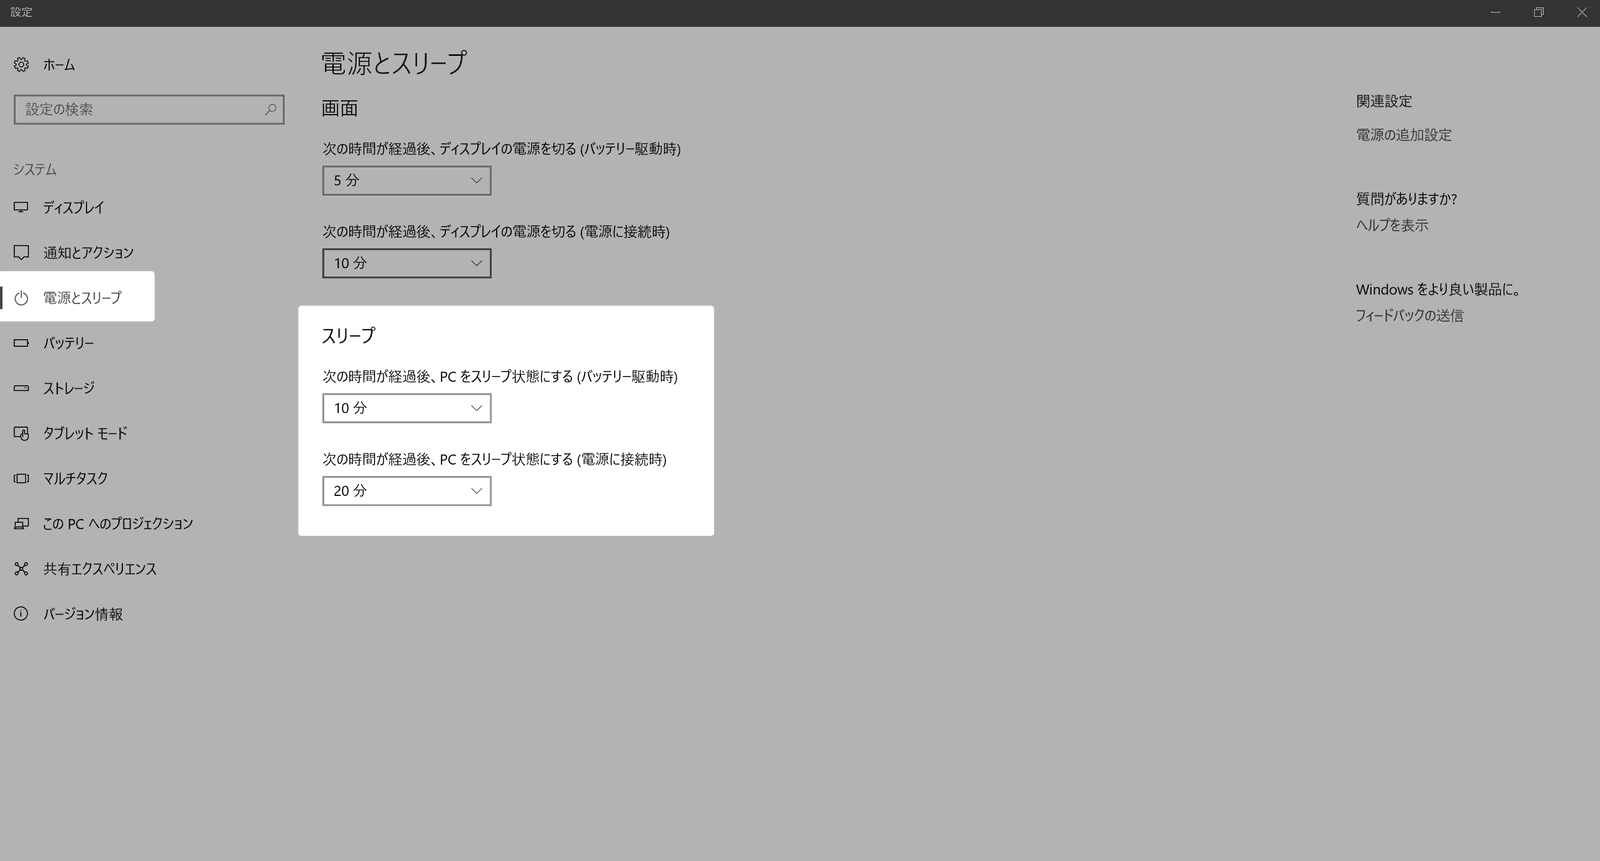 設定
ホーム
設定の検索
システム
ディスプレイ
通知とアクション
電源とスリープ
バッテリー
ストレージ
タブレット モード
マルチタスク
この PC へのプロジェクション
共有エクスペリエンス
バージョン情報
電源とスリープ
画面
次の時間が経過後、ディスプレイの電源を切る (バッテリー駆動時)
5 分
次の時間が経過後、ディスプレイの電源を切る (電源に接続時)
10 分
スリープ
次の時間が経過後、PC をスリープ状態にする (バッテリー駆動時)
10 分
次の時間が経過後、PC をスリープ状態にする (電源に接続時)
20 分
関連設定
電源の追加設定
質問がありますか?
ヘルプを表示
Windows をより良い製品に。
フィードバックの送信